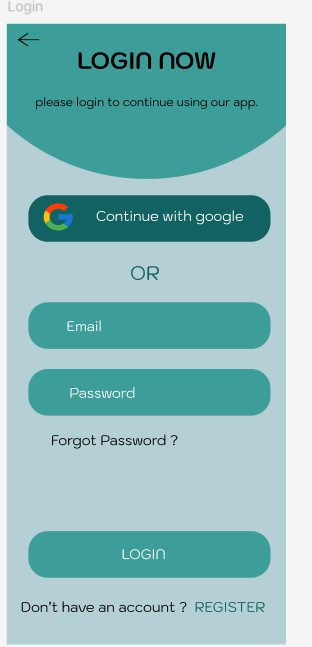 Login
LOGIN NOW
please login to continue using our app.
Continue with google
OR
Email
Password
Forgot Password ?
LOGIN
Don't have an account ? REGISTER